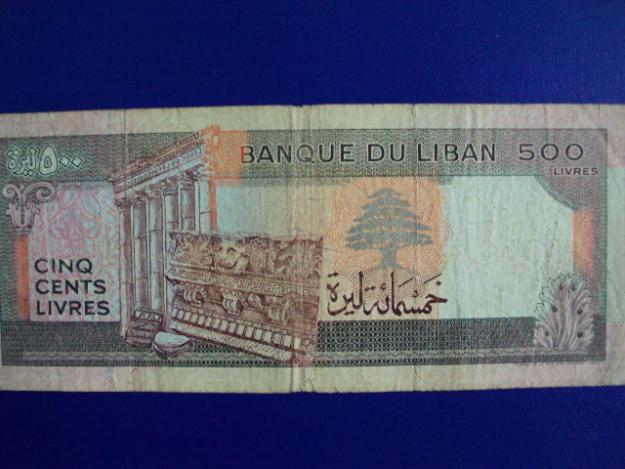 ليرة ٥٠٠
BANQUE DU LIBAN 500
LIVRES
CINQ
CENTS
LIVRES
خمسمائة ليرة